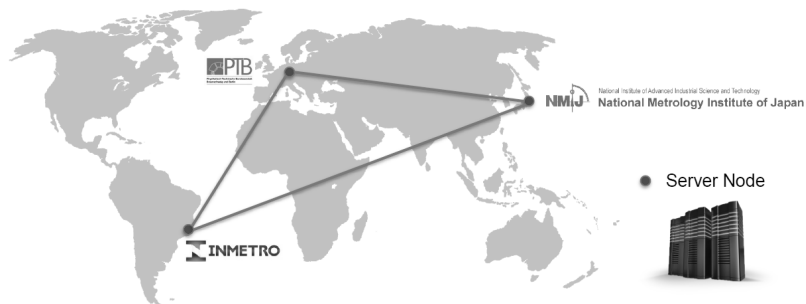 PTB
NMIJ
National Institute of Advanced Industrial Science and Technology
National Metrology Institute of Japan
Server Node
INMETRO